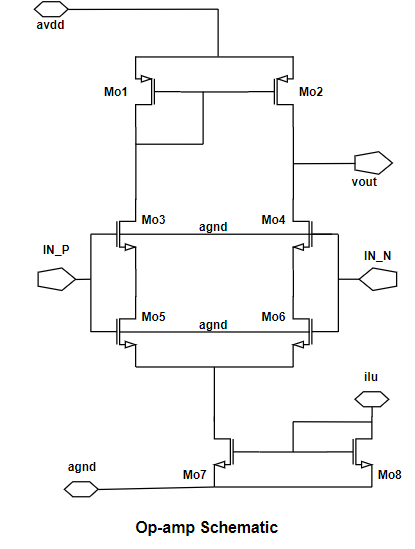 avdd
Mo1
Mo2
vout
Mo3
agnd
Mo4
IN_P
IN_N
Mo5
agnd
Mo6
ilu
agnd
Mo7
Mo8
Op-amp Schematic